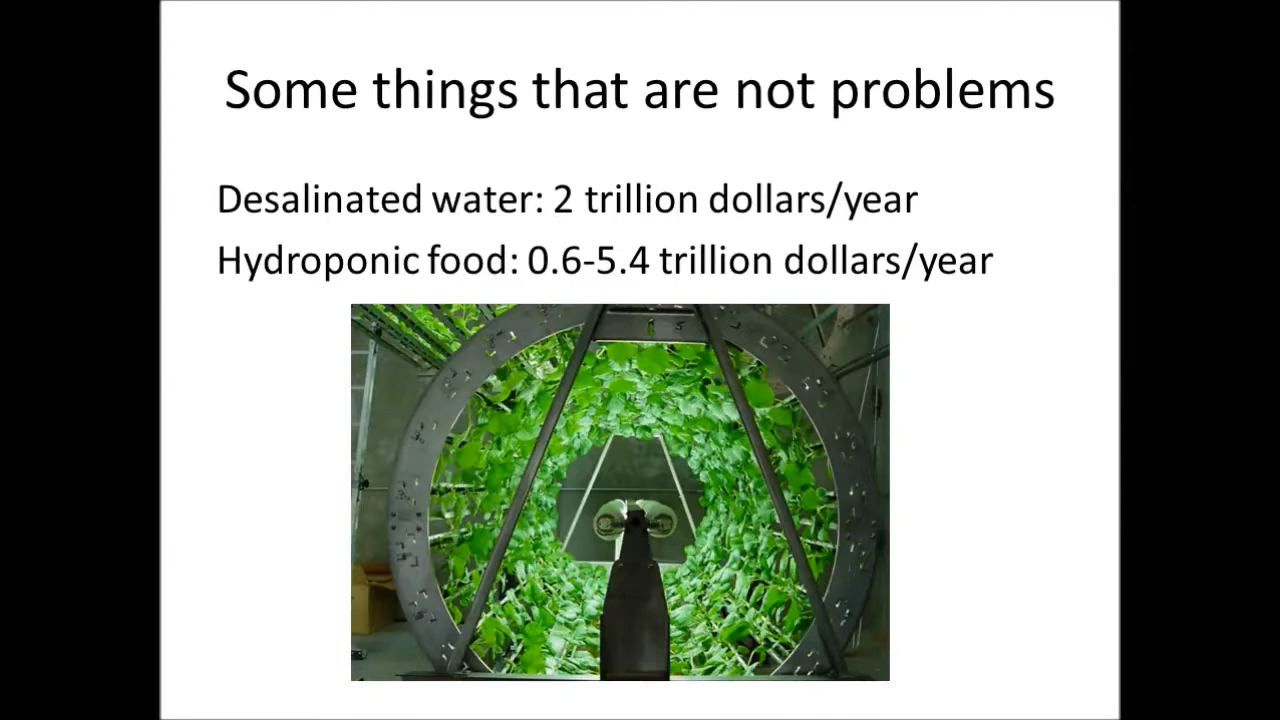 Some things that are not problems
Desalinated water: 2 trillion dollars/year
Hydroponic food: 0.6-5.4 trillion dollars/year